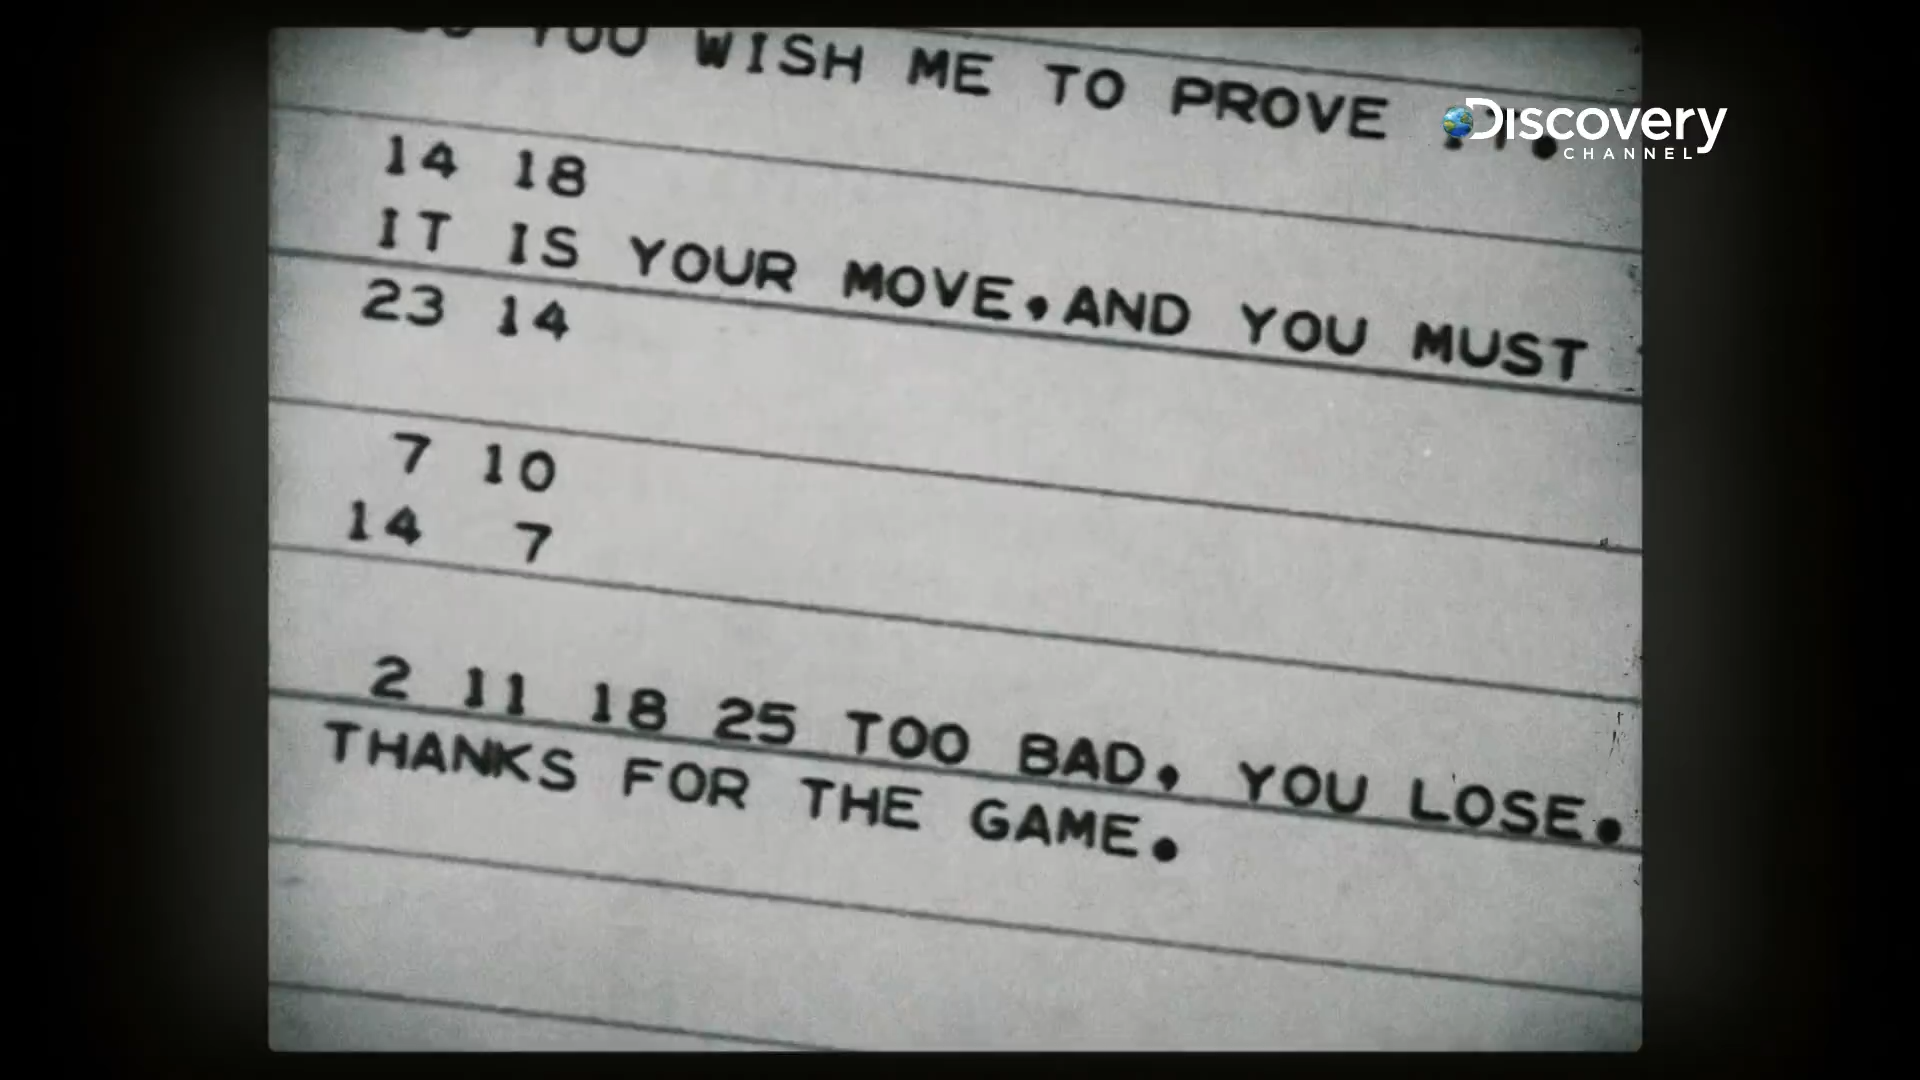 YOU WISH ME TO PROVE
Discovery
CHANNEL
14 18
IT IS YOUR MOVE. AND YOU MUST
23 14
7 10
14 7
2 11 18 25 TOO BAD. YOU LOSE.
THANKS FOR THE GAME.